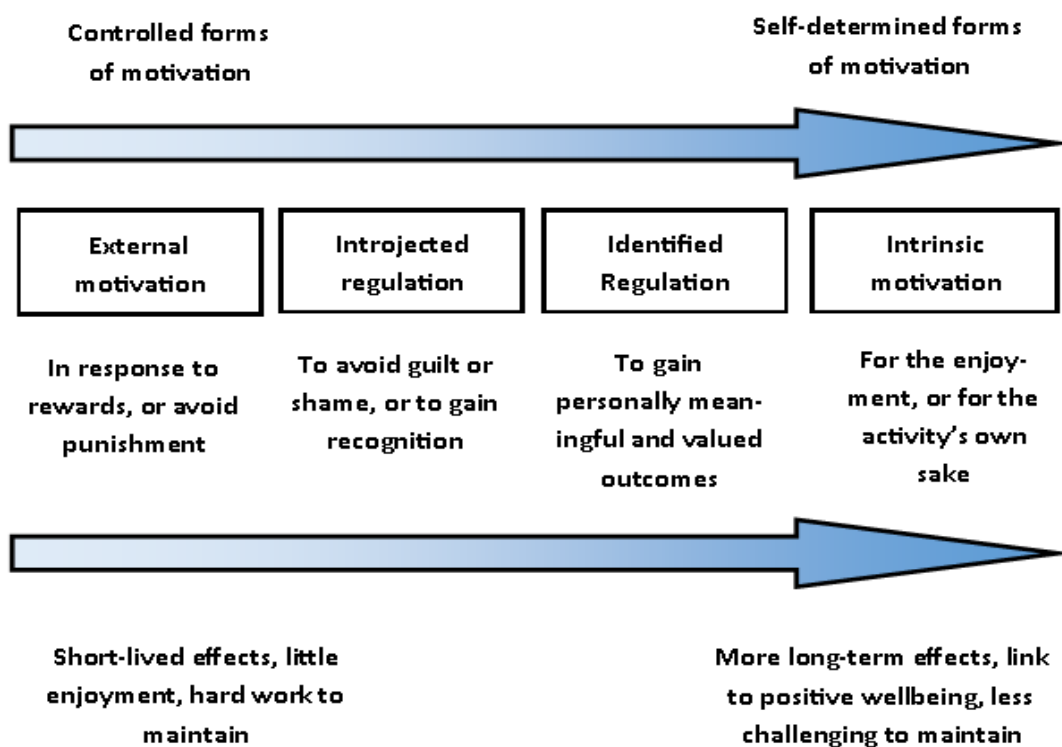 Controlled forms
of motivation
Self-determined forms
of motivation
External
motivation
Introjected
regulation
Identified
Regulation
Intrinsic
motivation
In response to
rewards, or avoid
punishment
To avoid guilt or
shame, or to gain
recognition
To gain
personally mean-
ingful and valued
outcomes
For the enjoy-
ment, or for the
activity's own
sake
Short-lived effects, little
enjoyment, hard work to
maintain
More long-term effects, link
to positive wellbeing, less
challenging to maintain